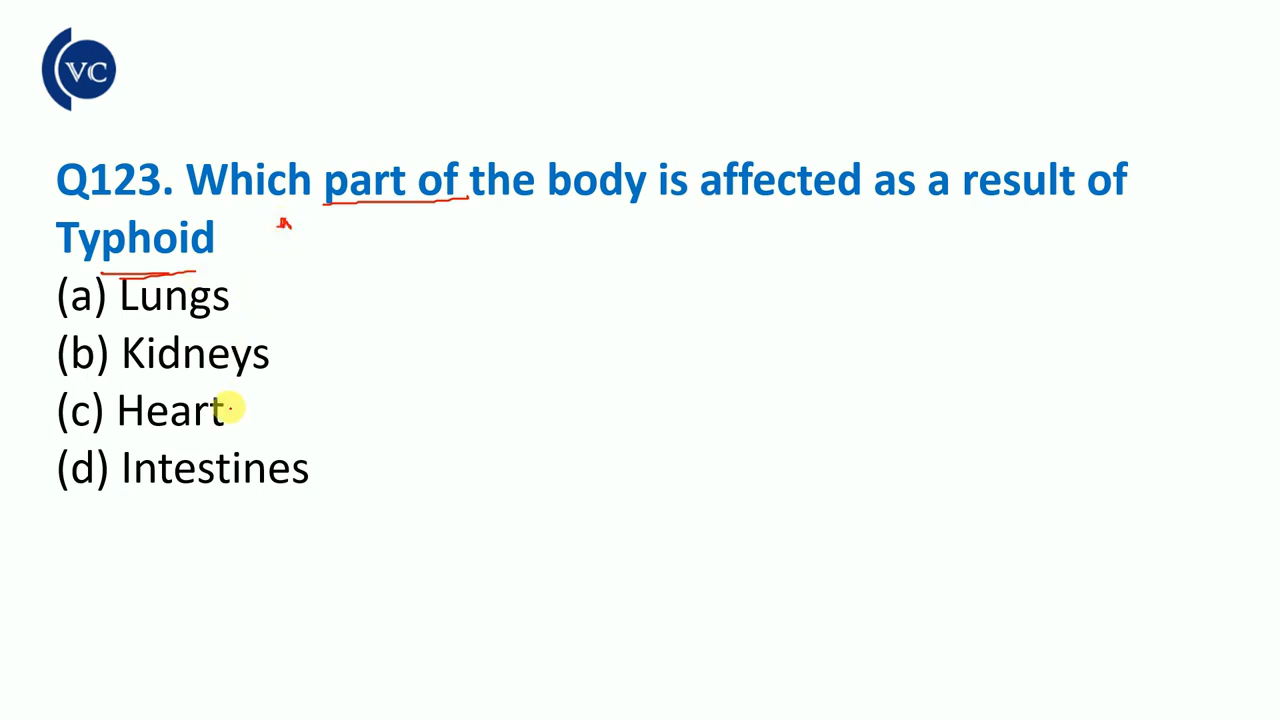 VC
Q123. Which part of the body is affected as a result of
Typhoid
(a) Lungs
(b) Kidneys
(c) Heart
(d) Intestines